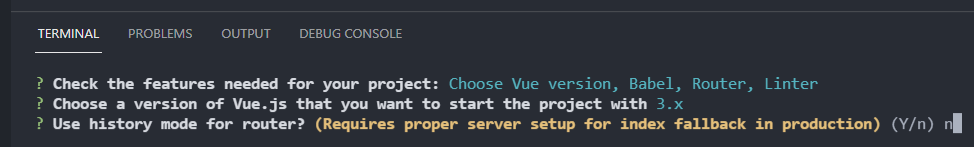 TERMINAL PROBLEMS OUTPUT DEBUG CONSOLE
? Check the features needed for your project: Choose Vue version, Babel, Router, Linter
? Choose a version of Vue.js that you want to start the project with 3.x
? Use history mode for router? (Requires proper server setup for index fallback in production) (Y/n) n